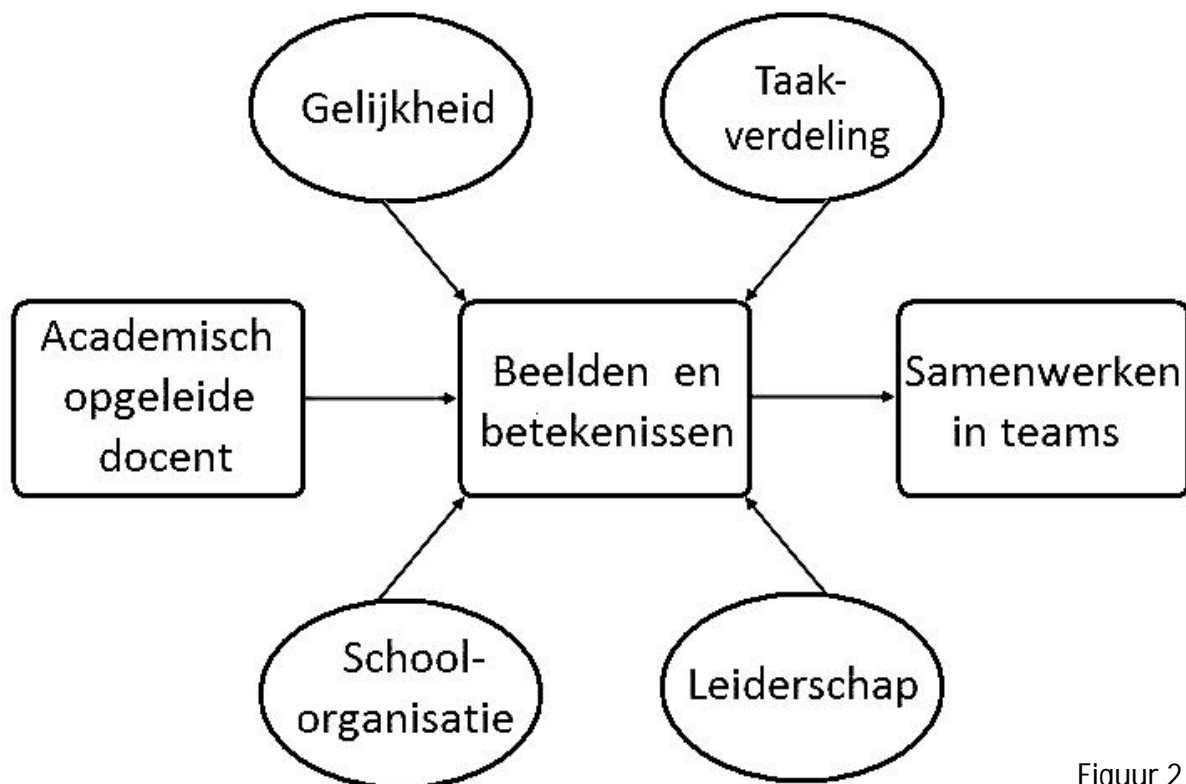 Gelijkheid
Taak-
verdeling
Academisch
opgeleide
docent
Beelden en
betekenissen
Samenwerken
in teams
School-
organisatie
Leiderschap
Figuur 2